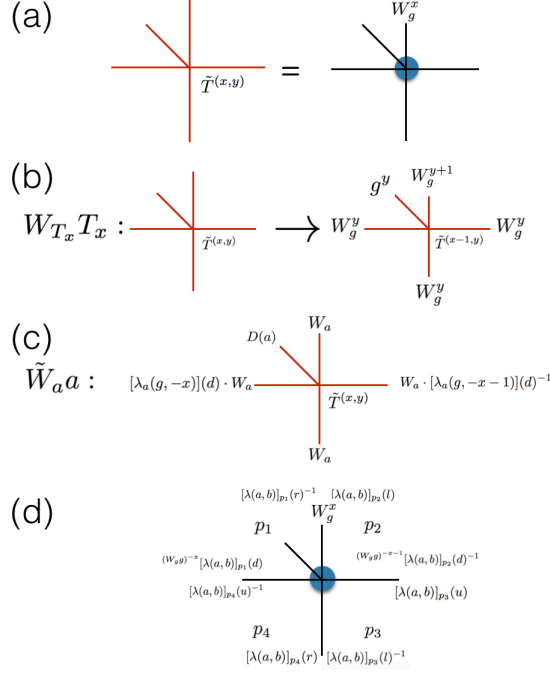 (a)
W_g^x
T̃^{(x,y)}
=
(b)
W_{T_x} T_x :
T̃^{(x,y)}
→
g^y
W_g^{y+1}
W_g^y
W_g^y
T̃^{(x-1,y)}
W_g^y
(c)
W̃_a a :
W_a
D(a)
[λ_a(g, -x)](d) · W_a
W_a · [λ_a(g, -x - 1)](d)^{-1}
T̃^{(x,y)}
W_a
(d)
[λ(a, b)]_{p_1}(r)^{-1} [λ(a, b)]_{p_2}(l)
W_g^x
p_1
p_2
(W_g g)^{-x}[λ(a, b)]_{p_1}(d)
(W_g g)^{-x-1}[λ(a, b)]_{p_2}(d)^{-1}
[λ(a, b)]_{p_4}(u)^{-1}
[λ(a, b)]_{p_3}(u)
p_4
p_3
[λ(a, b)]_{p_4}(r) [λ(a, b)]_{p_3}(l)^{-1}